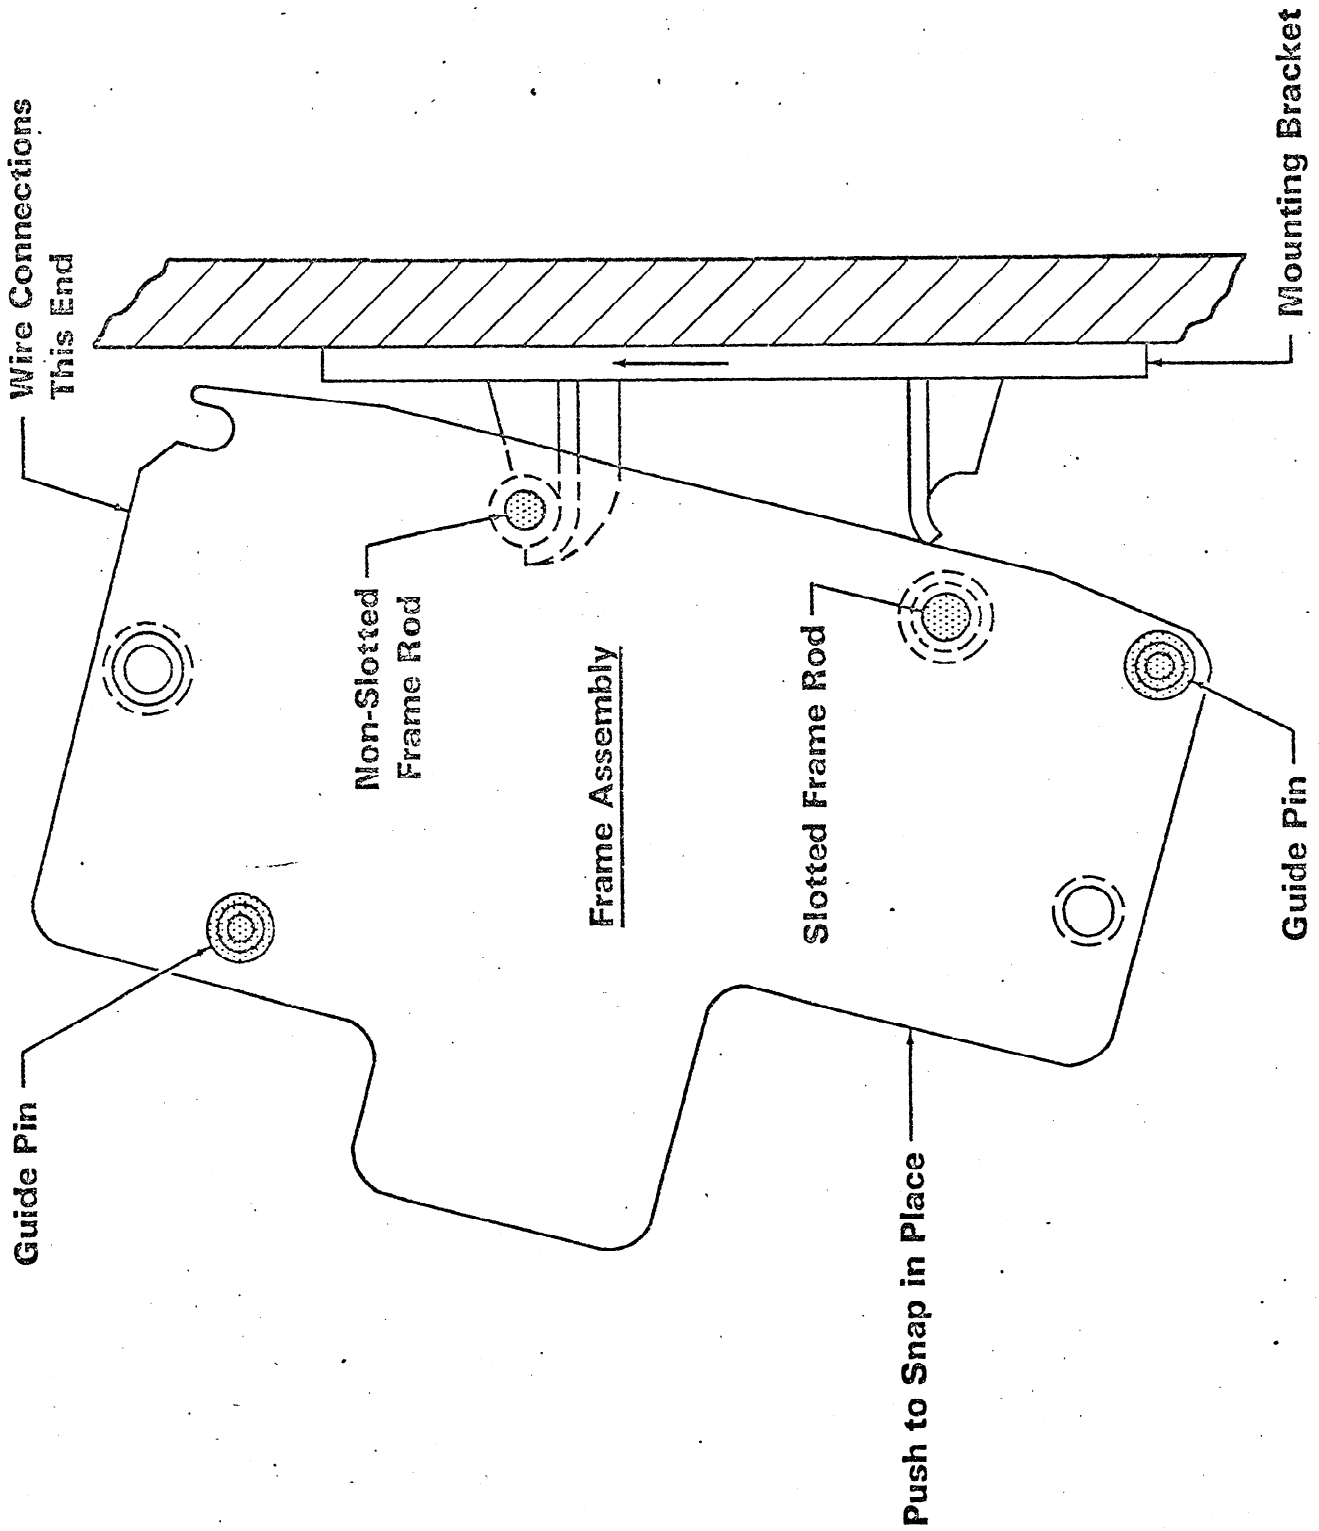 Wire Connections
This End
Mounting Bracket
Non-Slotted
Frame Rod
Frame Assembly
Slotted Frame Rod
Guide Pin
Guide Pin
Push to Snap in Place